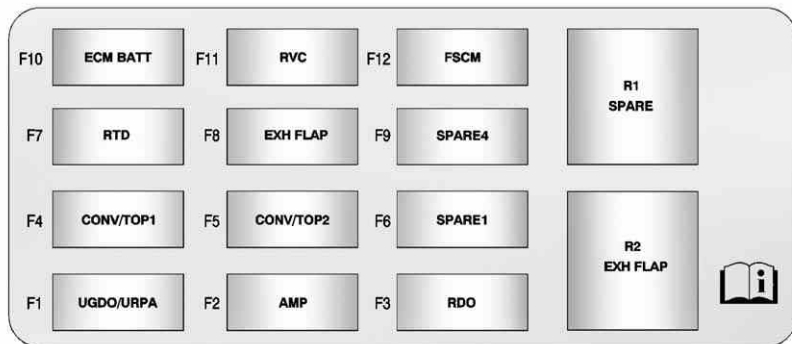 F10 ECM BATT F11 RVC F12 FSCM
R1
SPARE
F7 RTD F8 EXH FLAP F9 SPARE4
F4 CONV/TOP1 F5 CONV/TOP2 F6 SPARE1
R2
EXH FLAP
F1 UGDO/URPA F2 AMP F3 RDO
i